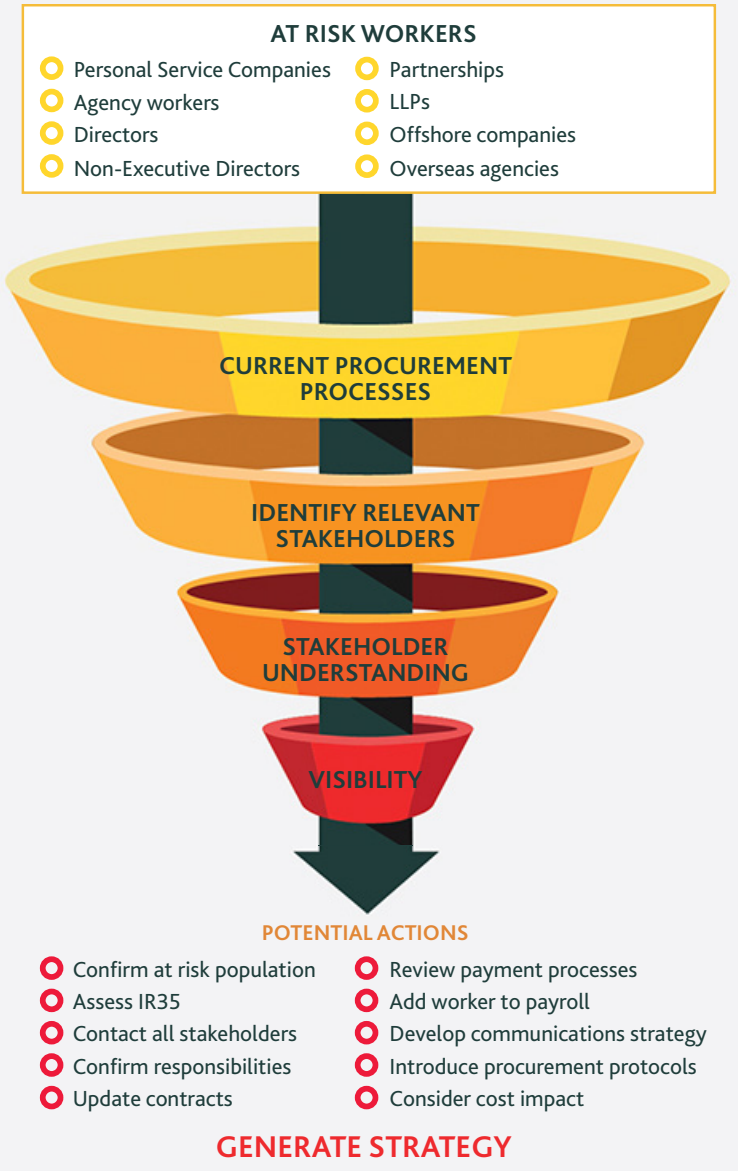 AT RISK WORKERS
Personal Service Companies
Agency workers
Directors
Non-Executive Directors
Partnerships
LLPs
Offshore companies
Overseas agencies
CURRENT PROCUREMENT
PROCESSES
IDENTIFY RELEVANT
STAKEHOLDERS
STAKEHOLDER
UNDERSTANDING
VISIBILITY
POTENTIAL ACTIONS
Confirm at risk population
Assess IR35
Contact all stakeholders
Confirm responsibilities
Update contracts
Review payment processes
Add worker to payroll
Develop communications strategy
Introduce procurement protocols
Consider cost impact
GENERATE STRATEGY